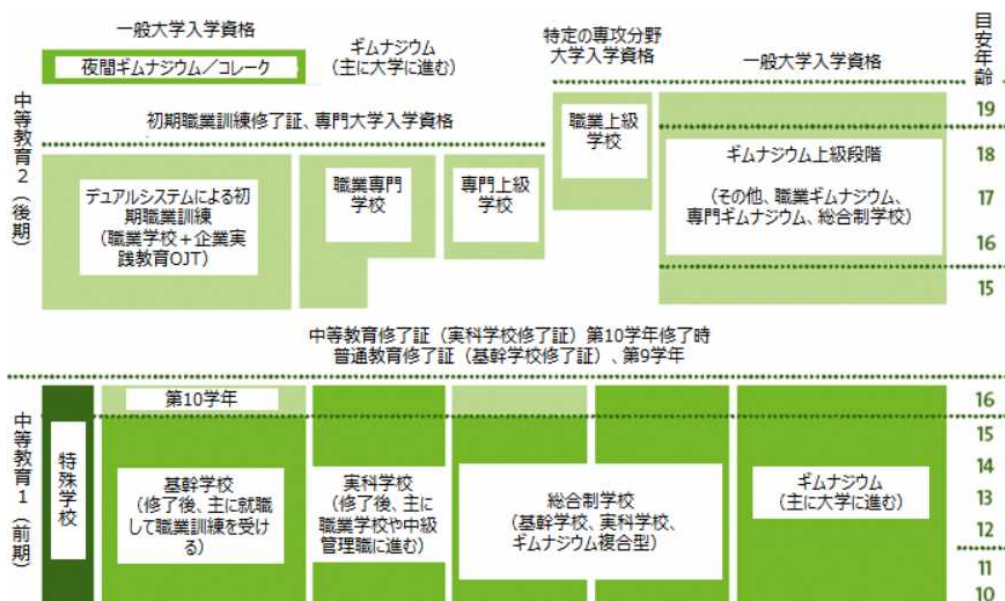 一般大学入学資格
夜間ギムナジウム／コレーク
ギムナジウム
（主に大学に進む）
特定の専攻分野
大学入学資格
一般大学入学資格
目安年齢
中等教育２（後期）
初期職業訓練修了証、専門大学入学資格
デュアルシステムによる初
期職業訓練
（職業学校＋企業実
践教育OJT）
職業専門
学校
専門上級
学校
職業上級
学校
ギムナジウム上級段階
（その他、職業ギムナジウム、
専門ギムナジウム、総合制学校）
19
18
17
16
15
中等教育修了証（実科学校修了証）第10学年修了時
普通教育修了証（基幹学校修了証）、第9学年
中等教育１（前期）
特殊学校
第10学年
基幹学校
（修了後、主に就職
して職業訓練を受け
る）
実科学校
（修了後、主に
職業学校や中級
管理職に進む）
総合制学校
（基幹学校、実科学校、
ギムナジウム複合型）
ギムナジウム
（主に大学に進む）
16
15
14
13
12
11
10